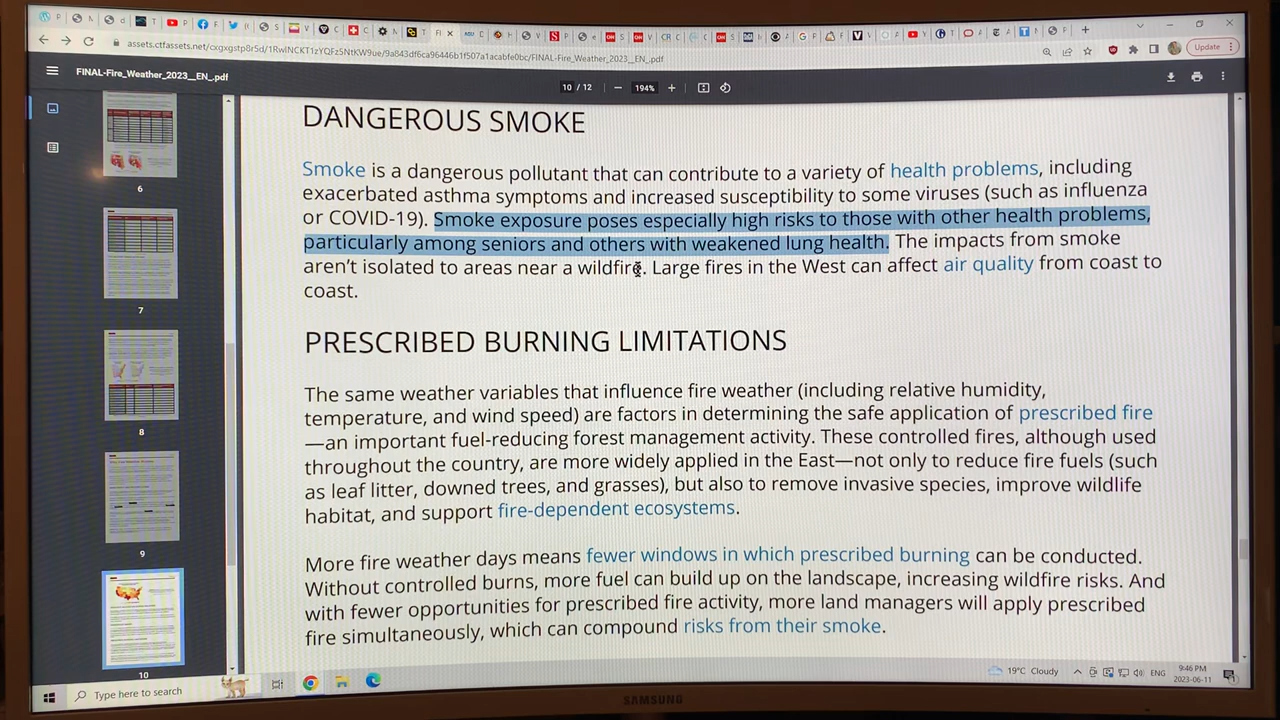 assets.ctfassets.net/cxgxgstp8r5d/1RwlNCKT1zYQFz5NtKW9ue/9a843df6ca96446b1f507a1acabfe0bc/FINAL-Fire_Weather_2023__EN_.pdf
Update
FINAL-Fire_Weather_2023__EN_.pdf
10 / 12
194%
6
7
8
9
10
DANGEROUS SMOKE
Smoke is a dangerous pollutant that can contribute to a variety of health problems, including
exacerbated asthma symptoms and increased susceptibility to some viruses (such as influenza
or COVID-19). Smoke exposure poses especially high risks to those with other health problems,
particularly among seniors and others with weakened lung health. The impacts from smoke
aren't isolated to areas near a wildfire. Large fires in the West can affect air quality from coast to
coast.
PRESCRIBED BURNING LIMITATIONS
The same weather variables that influence fire weather (including relative humidity,
temperature, and wind speed) are factors in determining the safe application of prescribed fire
—an important fuel-reducing forest management activity. These controlled fires, although used
throughout the country, are more widely applied in the East—not only to reduce fire fuels (such
as leaf litter, downed trees, and grasses), but also to remove invasive species, improve wildlife
habitat, and support fire-dependent ecosystems.
More fire weather days means fewer windows in which prescribed burning can be conducted.
Without controlled burns, more fuel can build up on the landscape, increasing wildfire risks. And
with fewer opportunities for prescribed fire activity, more land managers will apply prescribed
fire simultaneously, which can compound risks from their smoke.
Type here to search
19°C Cloudy
ENG
9:46 PM
2023-06-11
SAMSUNG